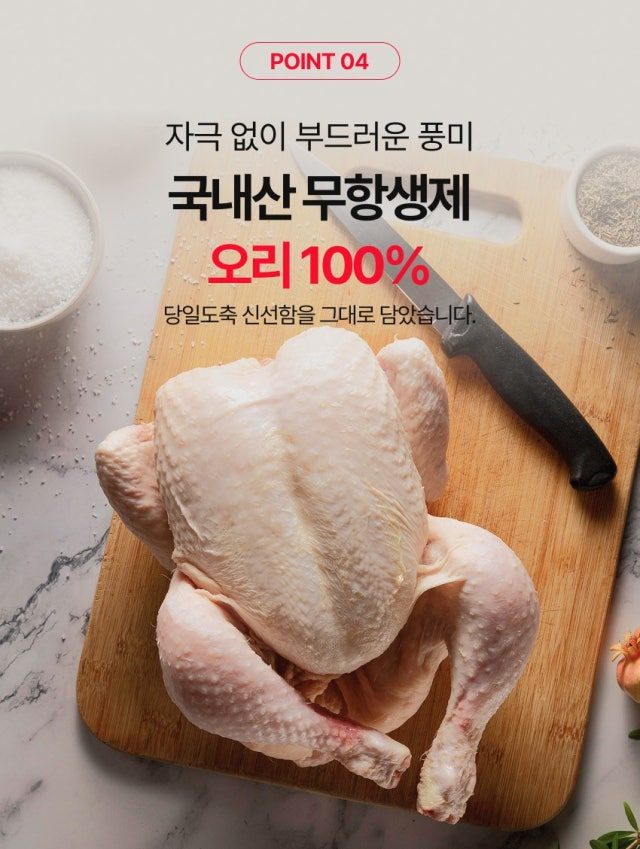 POINT 04
자극 없이 부드러운 풍미
국내산 무항생제
오리 100%
당일도축 신선함을 그대로 담았습니다.